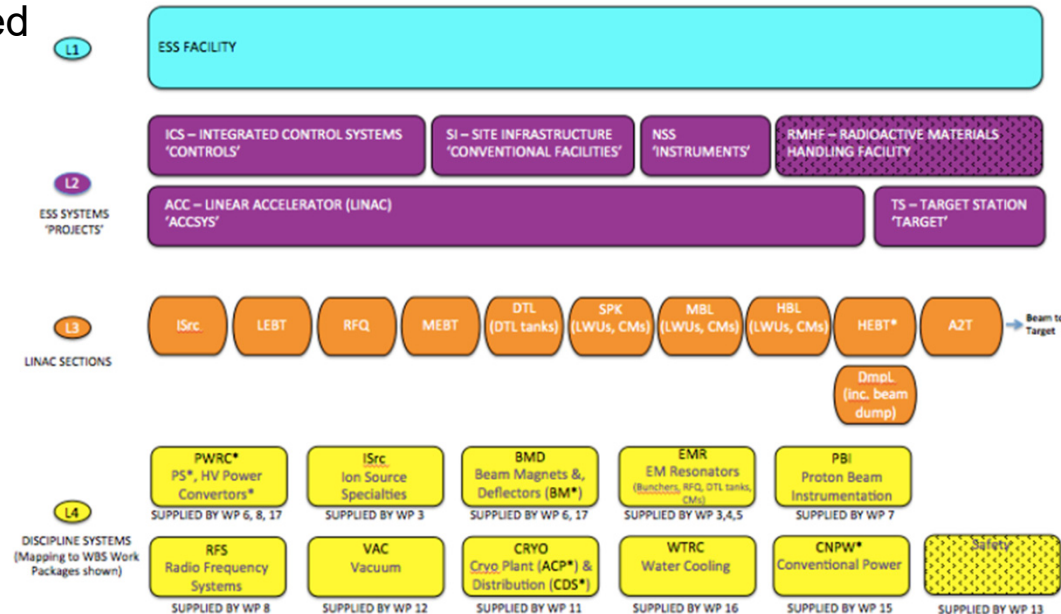 ed
L1
ESS FACILITY
ICS – INTEGRATED CONTROL SYSTEMS
'CONTROLS'
SI – SITE INFRASTRUCTURE
'CONVENTIONAL FACILITIES'
NSS
'INSTRUMENTS'
RMHF – RADIOACTIVE MATERIALS
HANDLING FACILITY
L2
ESS SYSTEMS
'PROJECTS'
ACC – LINEAR ACCELERATOR (LINAC)
'ACCSYS'
TS – TARGET STATION
'TARGET'
L3
LINAC SECTIONS
ISrc
LEBT
RFQ
MEBT
DTL
(DTL tanks)
SPK
(LWUs, CMs)
MBL
(LWUs, CMs)
HBL
(LWUs, CMs)
HEBT*
A2T
Beam to
Target
DmpL
(inc. beam
dump)
L4
DISCIPLINE SYSTEMS
(Mapping to WBS Work
Packages shown)
PWRC*
PS*, HV Power
Convertors*
SUPPLIED BY WP 6, 8, 17
ISrc
Ion Source
Specialties
SUPPLIED BY WP 3
BMD
Beam Magnets &,
Deflectors (BM*)
SUPPLIED BY WP 6, 17
EMR
EM Resonators
(Bunchers, RFQ, DTL tanks,
CMs)
SUPPLIED BY WP 3,4,5
PBI
Proton Beam
Instrumentation
SUPPLIED BY WP 7
RFS
Radio Frequency
Systems
SUPPLIED BY WP 8
VAC
Vacuum
SUPPLIED BY WP 12
CRYO
Cryo Plant (ACP*) &
Distribution (CDS*)
SUPPLIED BY WP 11
WTRC
Water Cooling
SUPPLIED BY WP 16
CNPW*
Conventional Power
SUPPLIED BY WP 15
Safety
SUPPLIED BY WP 13